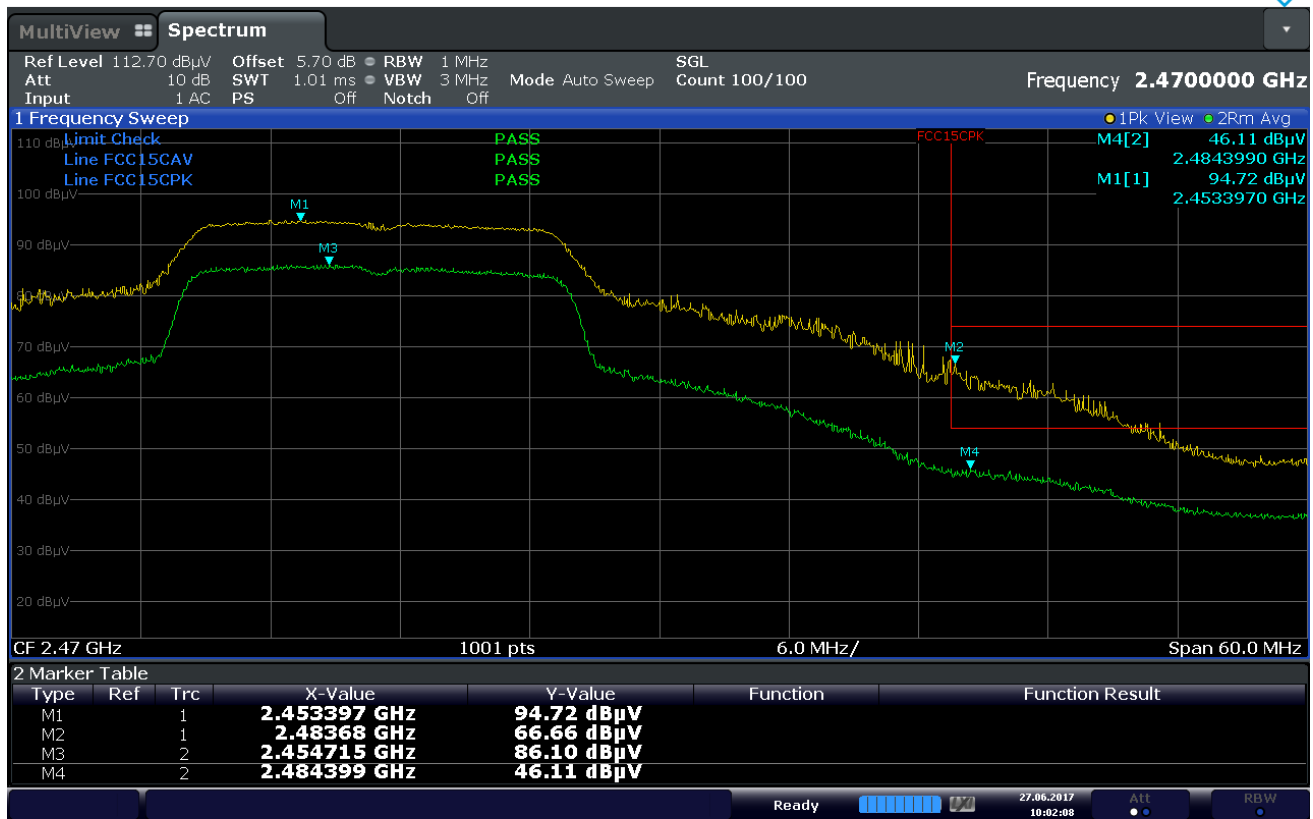 MultiView Spectrum
Ref Level 112.70 dBµV Offset 5.70 dB RBW 1 MHz SGL
Att 10 dB SWT 1.01 ms VBW 3 MHz Mode Auto Sweep Count 100/100 Frequency 2.4700000 GHz
Input 1 AC PS Off Notch Off
1 Frequency Sweep 1Pk View 2Rm Avg
110 dBµV Limit Check PASS FCC15CPK M4[2] 46.11 dBµV
Line FCC15CAV PASS 2.4843990 GHz
Line FCC15CPK PASS M1[1] 94.72 dBµV
100 dBµV 2.4533970 GHz
M1
90 dBµV M3
80 dBµV
70 dBµV M2
60 dBµV
50 dBµV M4
40 dBµV
30 dBµV
20 dBµV
CF 2.47 GHz 1001 pts 6.0 MHz/ Span 60.0 MHz
2 Marker Table
Type Ref Trc X-Value Y-Value Function Function Result
M1 1 2.453397 GHz 94.72 dBµV
M2 1 2.48368 GHz 66.66 dBµV
M3 2 2.454715 GHz 86.10 dBµV
M4 2 2.484399 GHz 46.11 dBµV
Ready 27.06.2017 Att RBW
10:02:08